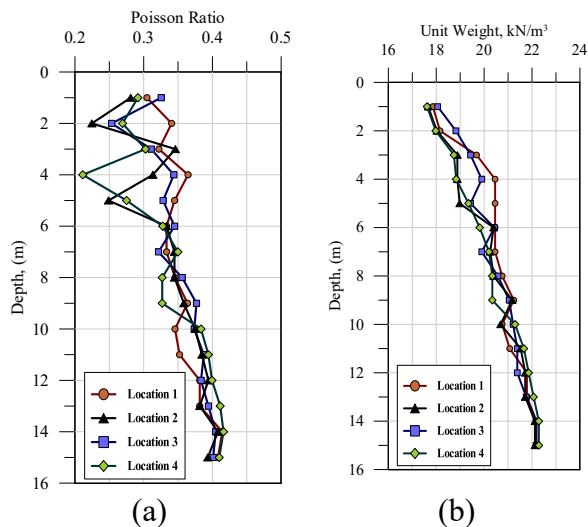 Poisson Ratio
0.2 0.3 0.4 0.5
0
2
4
6
8
10
12
14
16
Depth, (m)
Location 1
Location 2
Location 3
Location 4
(a)
Unit Weight, kN/m³
16 18 20 22 24
0
2
4
6
8
10
12
14
16
Depth, (m)
Location 1
Location 2
Location 3
Location 4
(b)